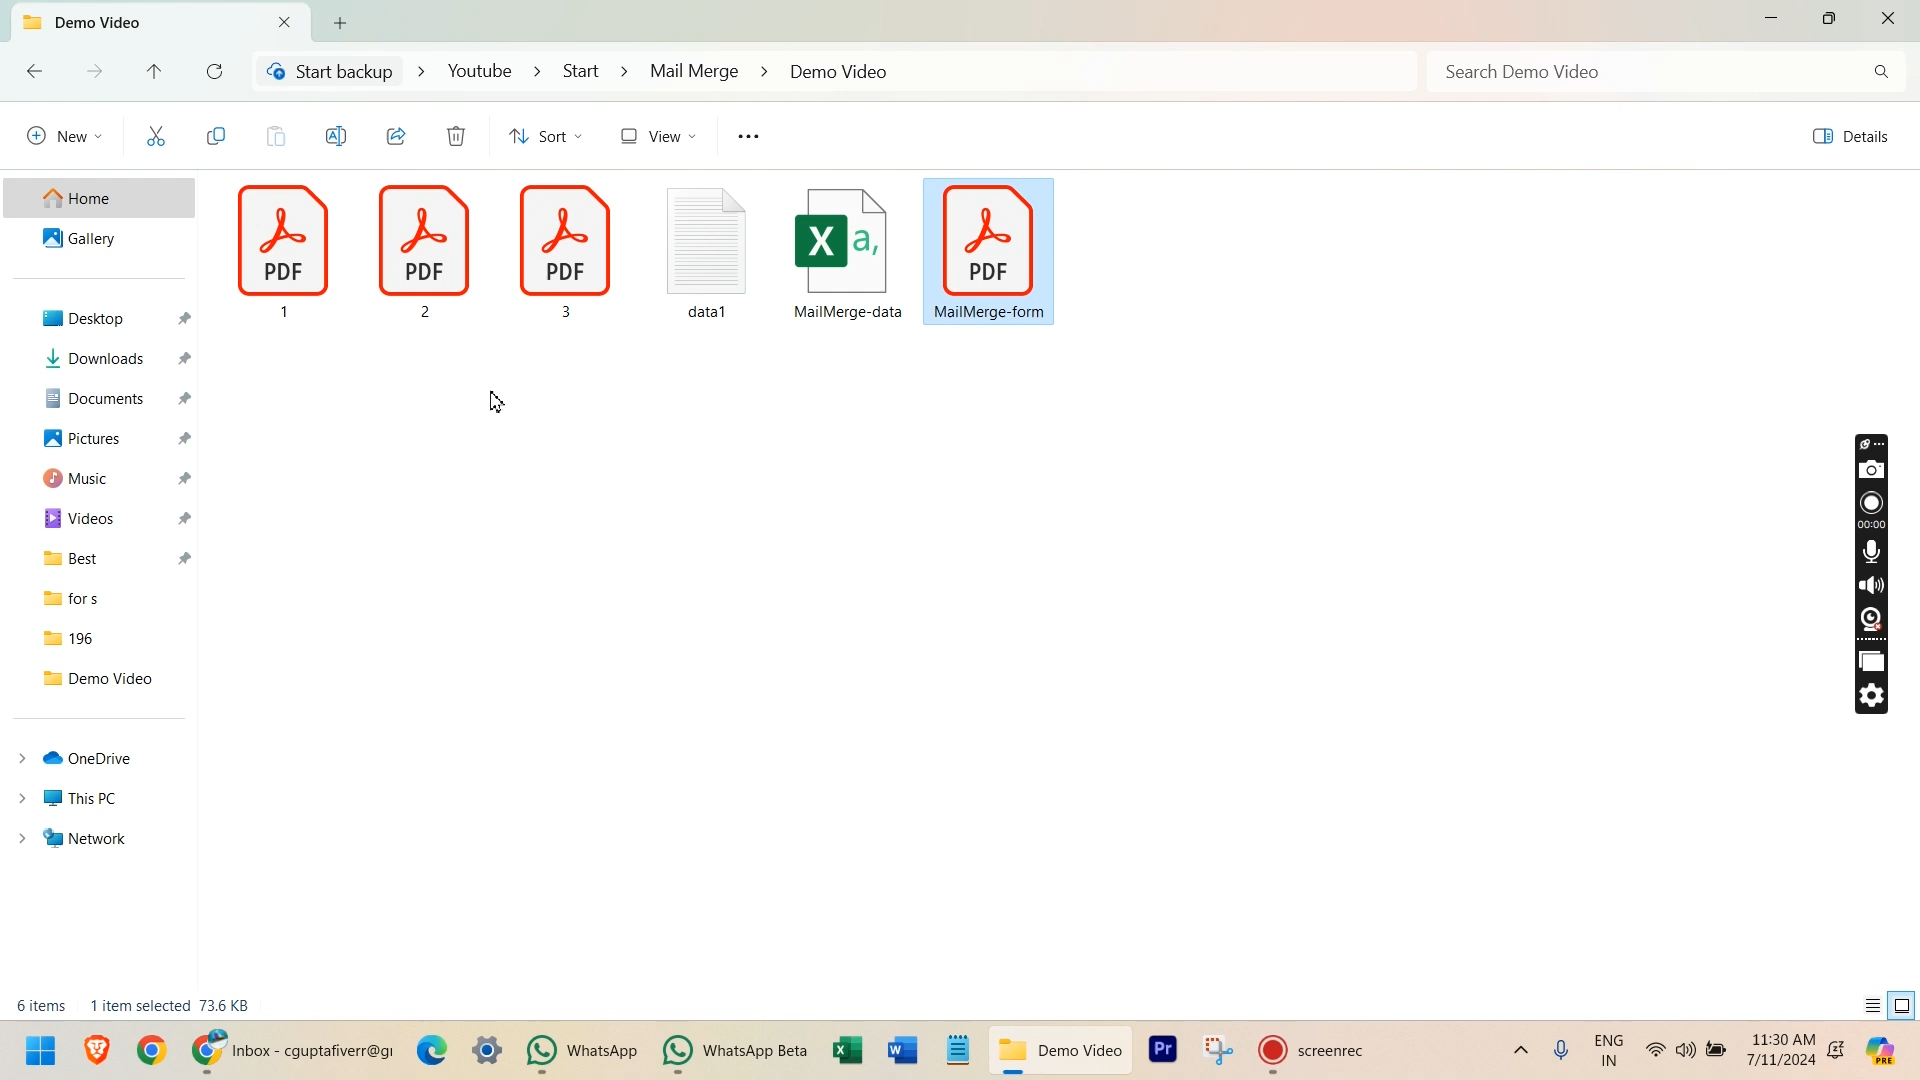 Demo Video
Start backup > Youtube > Start > Mail Merge > Demo Video
Search Demo Video
New
Sort
View
Details
Home
Gallery
Desktop
Downloads
Documents
Pictures
Music
Videos
Best
for s
196
Demo Video
OneDrive
This PC
Network
PDF
1
PDF
2
PDF
3
data1
X a,
MailMerge-data
PDF
MailMerge-form
00:00
6 items 1 item selected 73.6 KB
Inbox - cguptafiverr@gr
WhatsApp
WhatsApp Beta
Demo Video
Pr
screenrec
ENG
IN
11:30 AM
7/11/2024
PRE